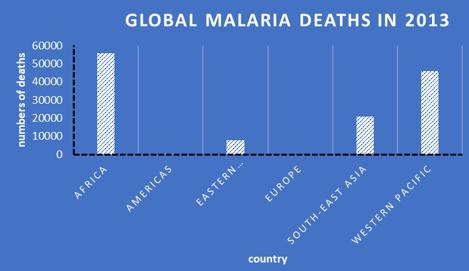 GLOBAL MALARIA DEATHS IN 2013
numbers of deaths
60000
50000
40000
30000
20000
10000
0
AFRICA
AMERICAS
EASTERN...
EUROPE
SOUTH-EAST ASIA
WESTERN PACIFIC
country